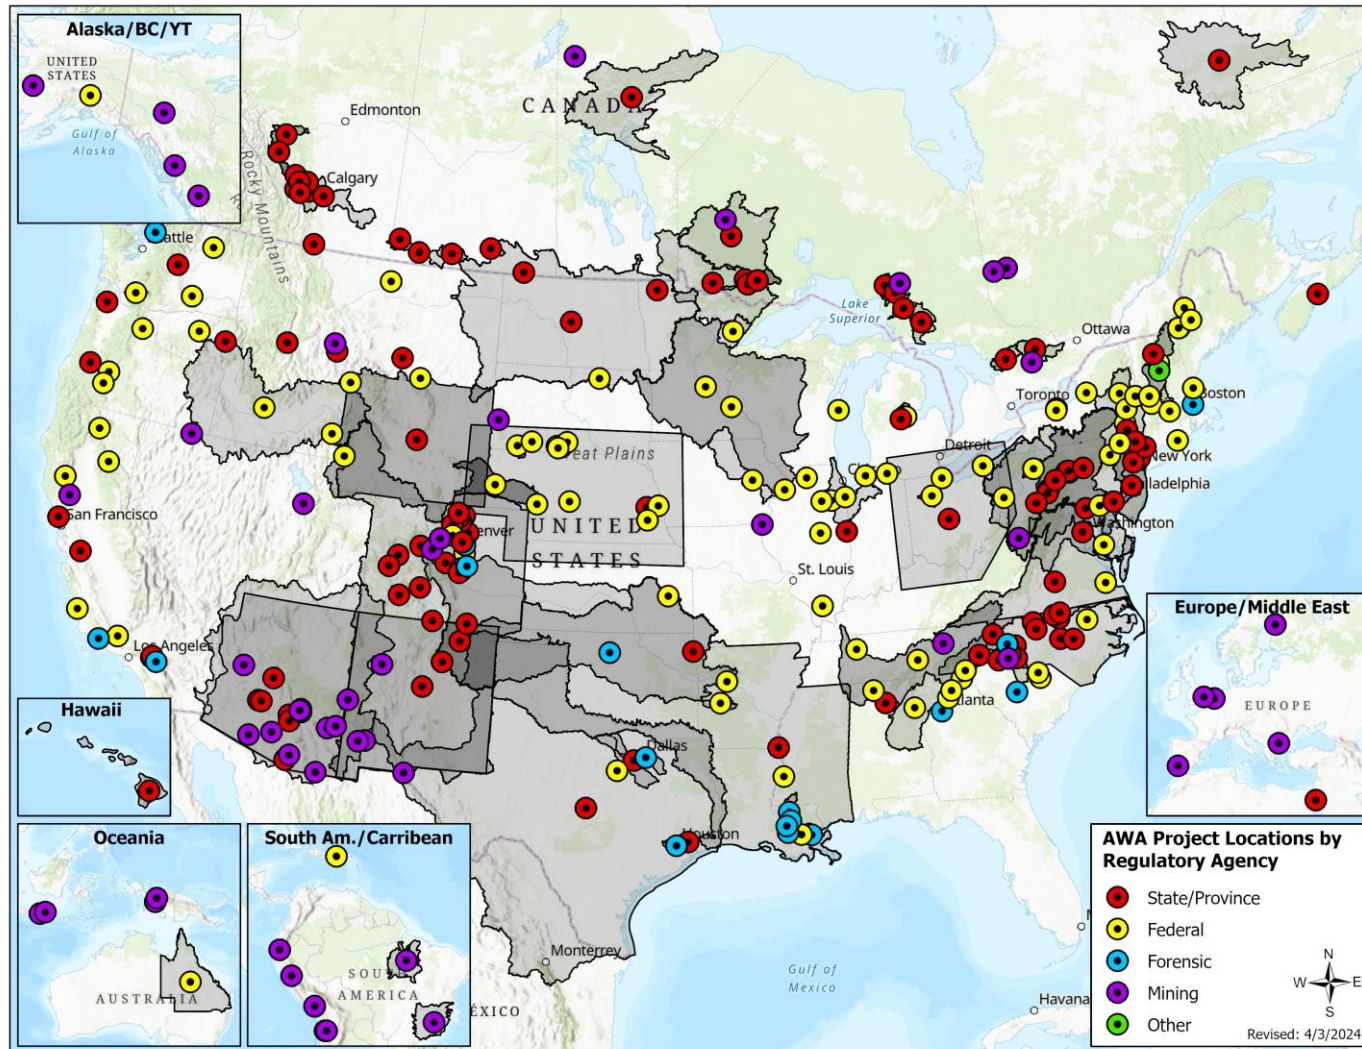 Alaska/BC/YT
UNITED
STATES
Gulf of
Alaska
Edmonton
CANADA
Rocky Mountains
Calgary
Lake
Superior
Ottawa
Toronto
Boston
Detroit
Great Plains
New York
Philadelphia
San Francisco
Denver
UNITED
STATES
Washington
St. Louis
Los Angeles
Atlanta
Europe/Middle East
EUROPE
Hawaii
Dallas
Houston
Oceania
AUSTRALIA
South Am./Carribean
SOUTH
AMERICA
Monterrey
MÉXICO
Gulf of
Mexico
Havana
AWA Project Locations by
Regulatory Agency
State/Province
Federal
Forensic
Mining
Other
N
W
E
S
Revised: 4/3/2024